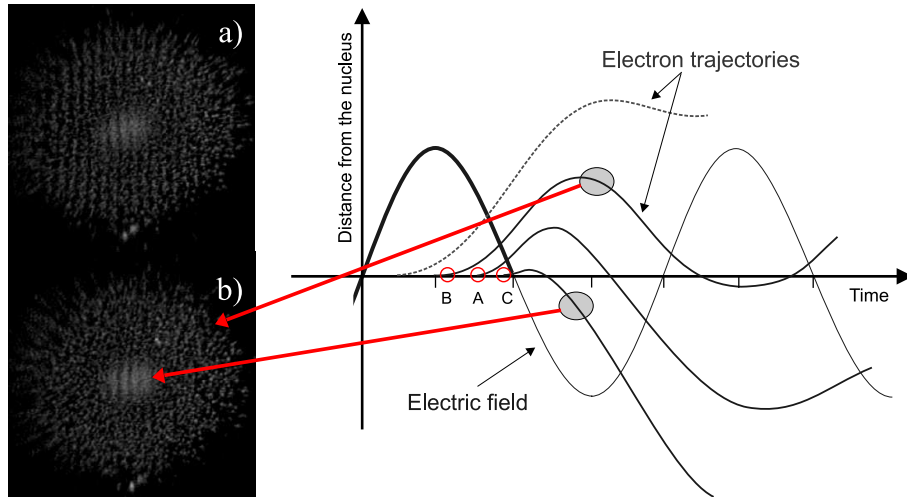 a)
b)
Distance from the nucleus
Electron trajectories
B
A
C
Time
Electric field